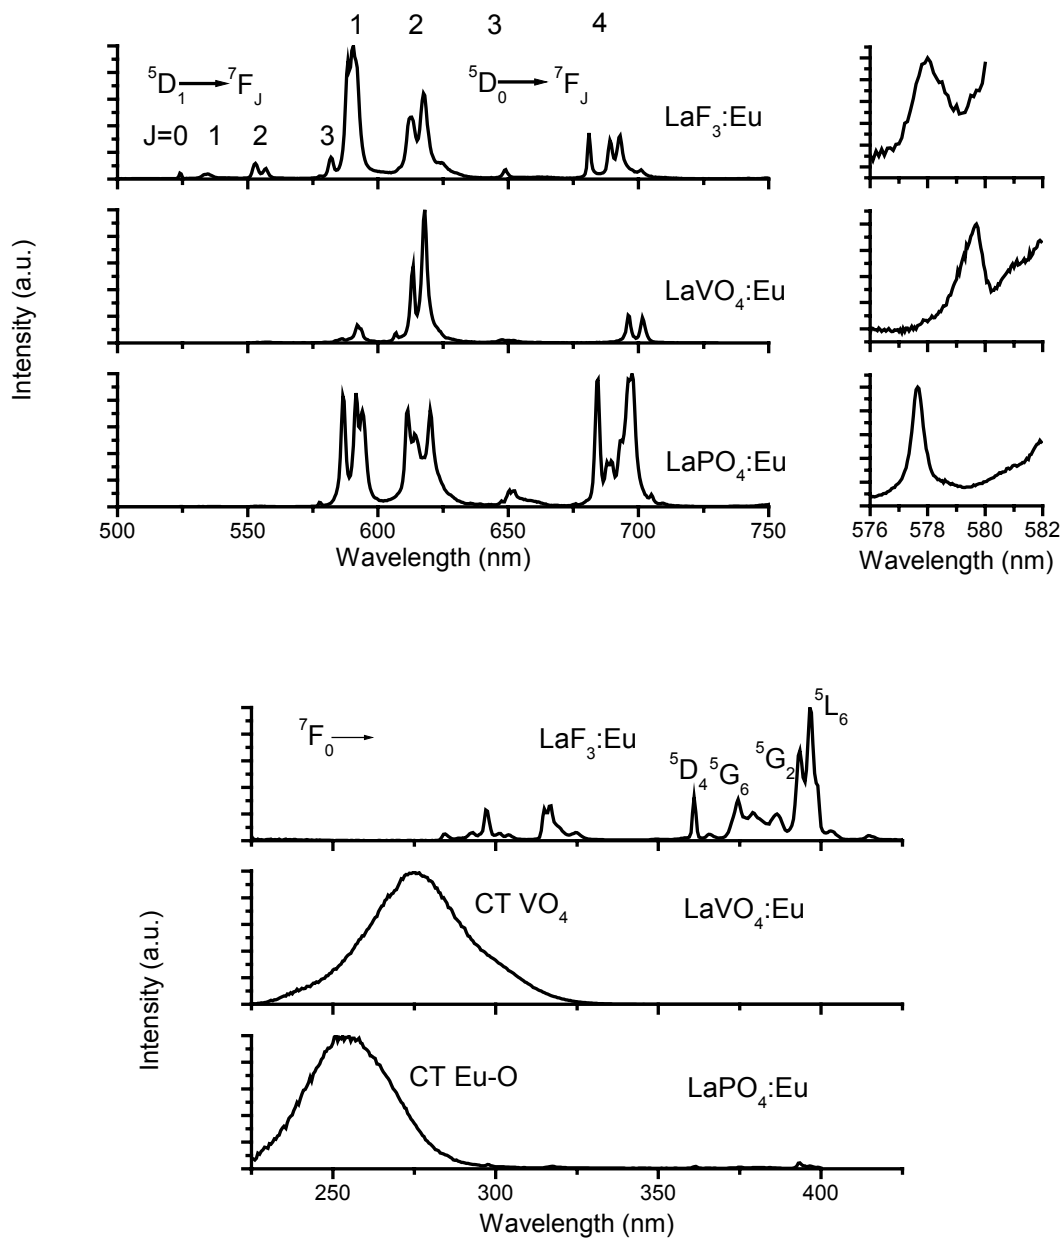 1 2 3 4
⁵D₁ → ⁷F_J
⁵D₀ → ⁷F_J
LaF₃:Eu
J=0 1 2 3
LaVO₄:Eu
LaPO₄:Eu
Intensity (a.u.)
500 550 600 650 700 750
Wavelength (nm)
576 578 580 582
Wavelength (nm)
⁷F₀ →
LaF₃:Eu
⁵D₄ ⁵G₆ ⁵G₂ ⁵L₆
CT VO₄
LaVO₄:Eu
CT Eu-O
LaPO₄:Eu
Intensity (a.u.)
250 300 350 400
Wavelength (nm)